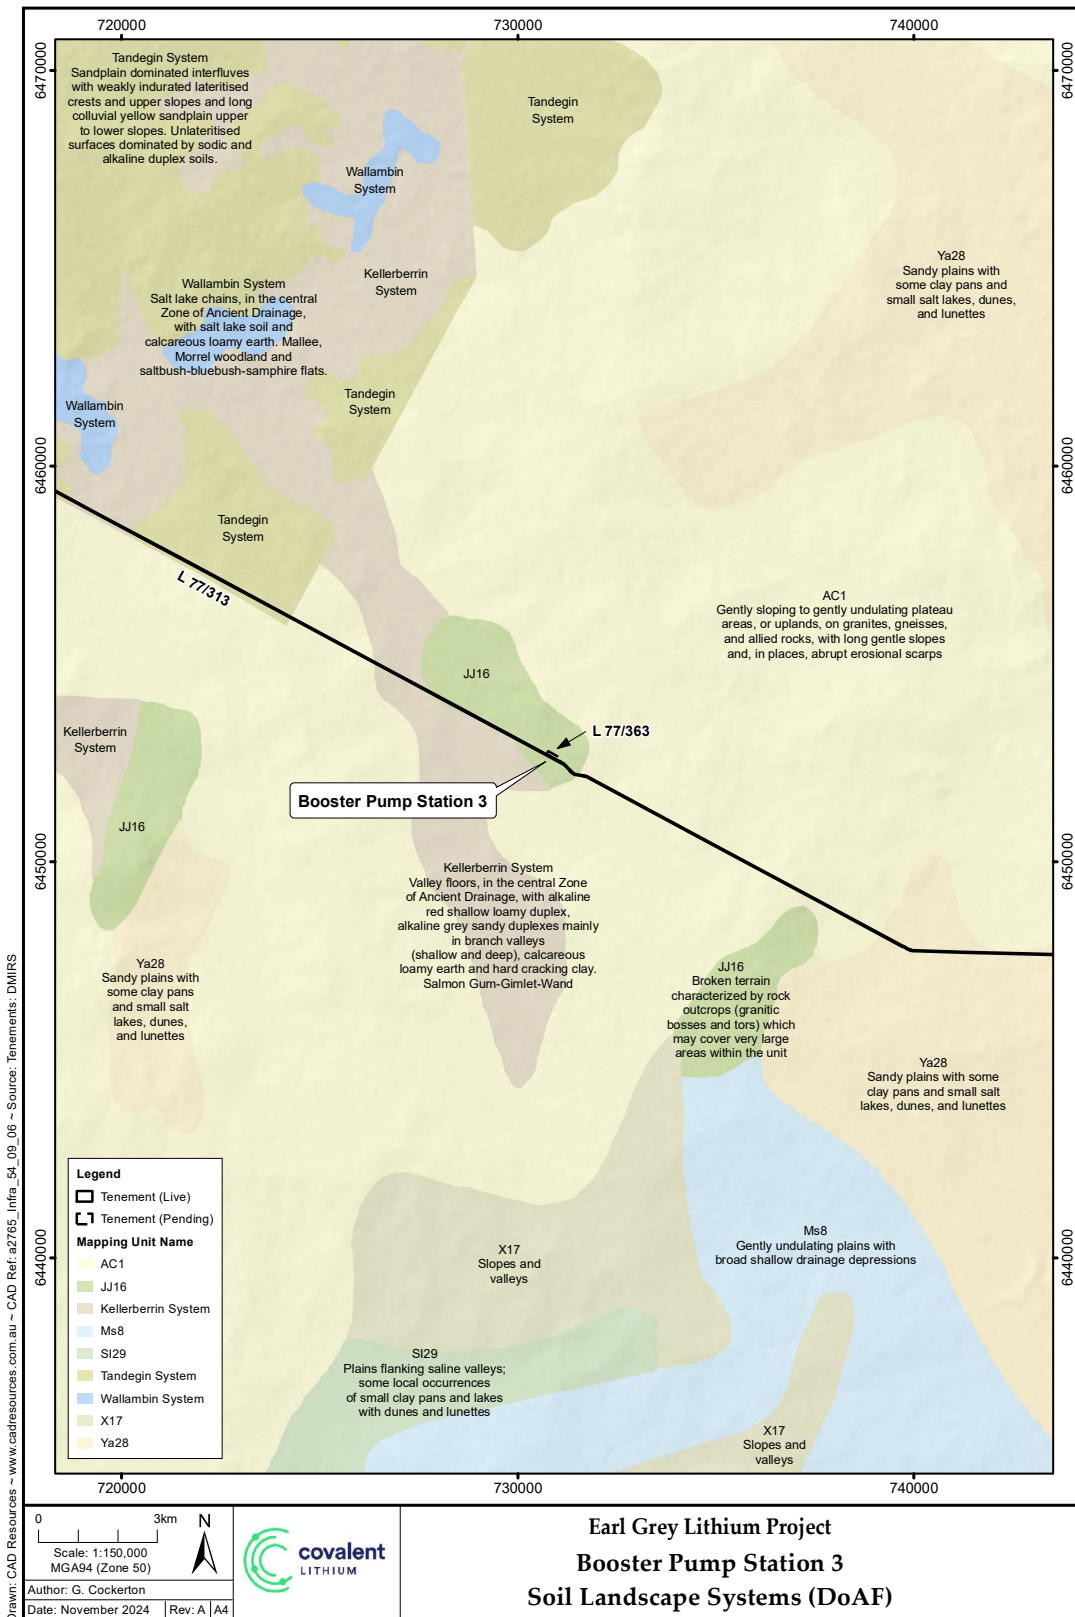 720000
730000
740000
6470000
6470000
Tandegin System
Sandplain dominated interfluves
with weakly indurated lateritised
crests and upper slopes and long
colluvial yellow sandplain upper
to lower slopes. Unlateritised
surfaces dominated by sodic and
alkaline duplex soils.
Tandegin
System
Wallambin
System
Kellerberrin
System
Ya28
Sandy plains with
some clay pans and
small salt lakes, dunes,
and lunettes
Wallambin System
Salt lake chains, in the central
Zone of Ancient Drainage,
with salt lake soil and
calcareous loamy earth. Mallee,
Morrel woodland and
saltbush-bluebush-samphire flats.
Tandegin
System
Wallambin
System
6460000
6460000
Tandegin
System
L 77/313
AC1
Gently sloping to gently undulating plateau
areas, or uplands, on granites, gneisses,
and allied rocks, with long gentle slopes
and, in places, abrupt erosional scarps
JJ16
L 77/363
Kellerberrin
System
Booster Pump Station 3
JJ16
6450000
6450000
Kellerberrin System
Valley floors, in the central Zone
of Ancient Drainage, with alkaline
red shallow loamy duplex,
alkaline grey sandy duplexes mainly
in branch valleys
(shallow and deep), calcareous
loamy earth and hard cracking clay.
Salmon Gum-Gimlet-Wand
Ya28
Sandy plains with
some clay pans
and small salt
lakes, dunes,
and lunettes
JJ16
Broken terrain
characterized by rock
outcrops (granitic
bosses and tors) which
may cover very large
areas within the unit
Ya28
Sandy plains with some
clay pans and small salt
lakes, dunes, and lunettes
Legend
Tenement (Live)
Tenement (Pending)
Mapping Unit Name
AC1
JJ16
Kellerberrin System
Ms8
SI29
Tandegin System
Wallambin System
X17
Ya28
6440000
6440000
X17
Slopes and
valleys
Ms8
Gently undulating plains with
broad shallow drainage depressions
SI29
Plains flanking saline valleys;
some local occurrences
of small clay pans and lakes
with dunes and lunettes
X17
Slopes and
valleys
720000
730000
740000
Drawn: CAD Resources ~ www.cadresources.com.au ~ CAD Ref: a2765_Infra_54_09_06 ~ Source: Tenements: DMIRS
0 3km
N
Scale: 1:150,000
MGA94 (Zone 50)
Author: G. Cockerton
Date: November 2024 Rev: A A4
covalent
LITHIUM
Earl Grey Lithium Project
Booster Pump Station 3
Soil Landscape Systems (DoAF)